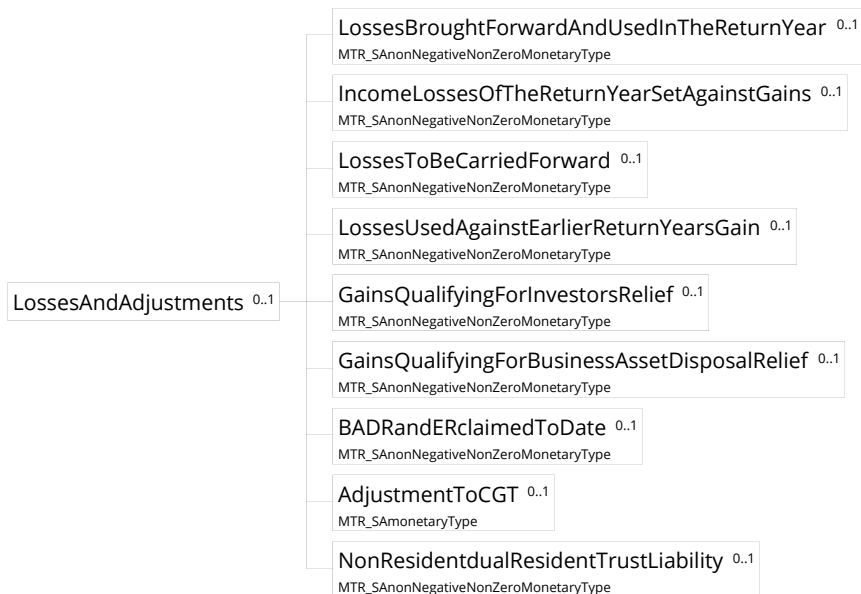 LossesBroughtForwardAndUsedInTheReturnYear 0..1
MTR_SAnonNegativeNonZeroMonetaryType
IncomeLossesOfTheReturnYearSetAgainstGains 0..1
MTR_SAnonNegativeNonZeroMonetaryType
LossesToBeCarriedForward 0..1
MTR_SAnonNegativeNonZeroMonetaryType
LossesUsedAgainstEarlierReturnYearsGain 0..1
MTR_SAnonNegativeNonZeroMonetaryType
LossesAndAdjustments 0..1
GainsQualifyingForInvestorsRelief 0..1
MTR_SAnonNegativeNonZeroMonetaryType
GainsQualifyingForBusinessAssetDisposalRelief 0..1
MTR_SAnonNegativeNonZeroMonetaryType
BADRandERclaimedToDate 0..1
MTR_SAnonNegativeNonZeroMonetaryType
AdjustmentToCGT 0..1
MTR_SAmonetaryType
NonResidentdualResidentTrustLiability 0..1
MTR_SAnonNegativeNonZeroMonetaryType